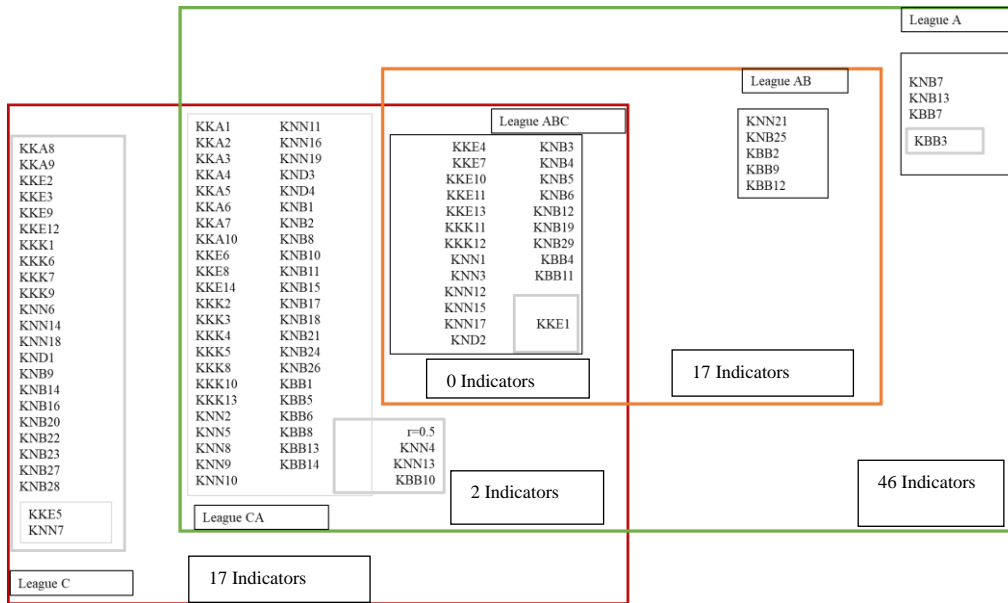 League A
KNB7
KNB13
KBB7
KBB3
League AB
KNN21
KNB25
KBB2
KBB9
KBB12
League ABC
KKE4 KNB3
KKE7 KNB4
KKE10 KNB5
KKE11 KNB6
KKE13 KNB12
KKK11 KNB19
KKK12 KNB29
KNN1 KBB4
KNN3 KBB11
KNN12
KNN15
KNN17 KKE1
KND2
0 Indicators
17 Indicators
KKA1 KNN11
KKA2 KNN16
KKA3 KNN19
KKA4 KND3
KKA5 KND4
KKA6 KNB1
KKA7 KNB2
KKA10 KNB8
KKE6 KNB10
KKE8 KNB11
KKE14 KNB15
KKK2 KNB17
KKK3 KNB18
KKK4 KNB21
KKK5 KNB24
KKK8 KNB26
KKK10 KBB1
KKK13 KBB5
KNN2 KBB6
KNN5 KBB8
KNN8 KBB13
KNN9 KBB14
KNN10
r=0.5
KNN4
KNN13
KBB10
2 Indicators
46 Indicators
League CA
KKA8
KKA9
KKE2
KKE3
KKE9
KKE12
KKK1
KKK6
KKK7
KKK9
KNN6
KNN14
KNN18
KND1
KNB9
KNB14
KNB16
KNB20
KNB22
KNB23
KNB27
KNB28
KKE5
KNN7
League C
17 Indicators